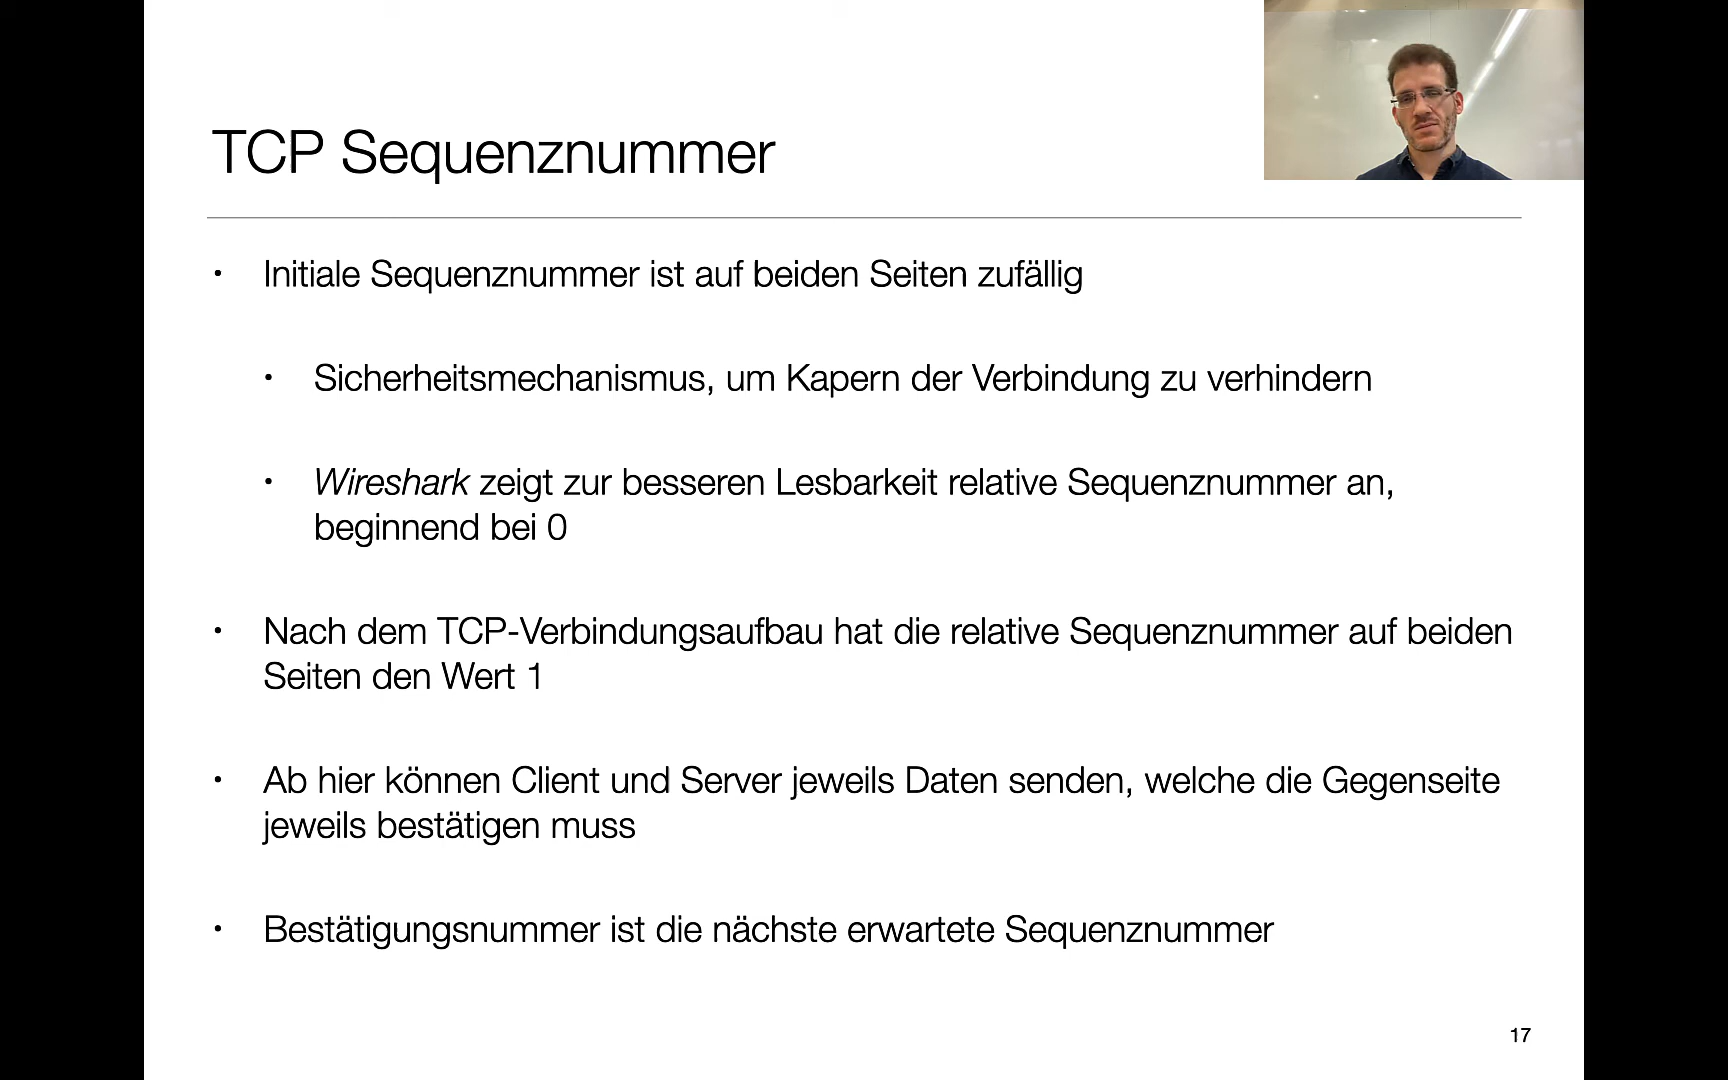 TCP Sequenznummer
• Initiale Sequenznummer ist auf beiden Seiten zufällig
• Sicherheitsmechanismus, um Kapern der Verbindung zu verhindern
• Wireshark zeigt zur besseren Lesbarkeit relative Sequenznummer an,
beginnend bei 0
• Nach dem TCP-Verbindungsaufbau hat die relative Sequenznummer auf beiden
Seiten den Wert 1
• Ab hier können Client und Server jeweils Daten senden, welche die Gegenseite
jeweils bestätigen muss
• Bestätigungsnummer ist die nächste erwartete Sequenznummer
17